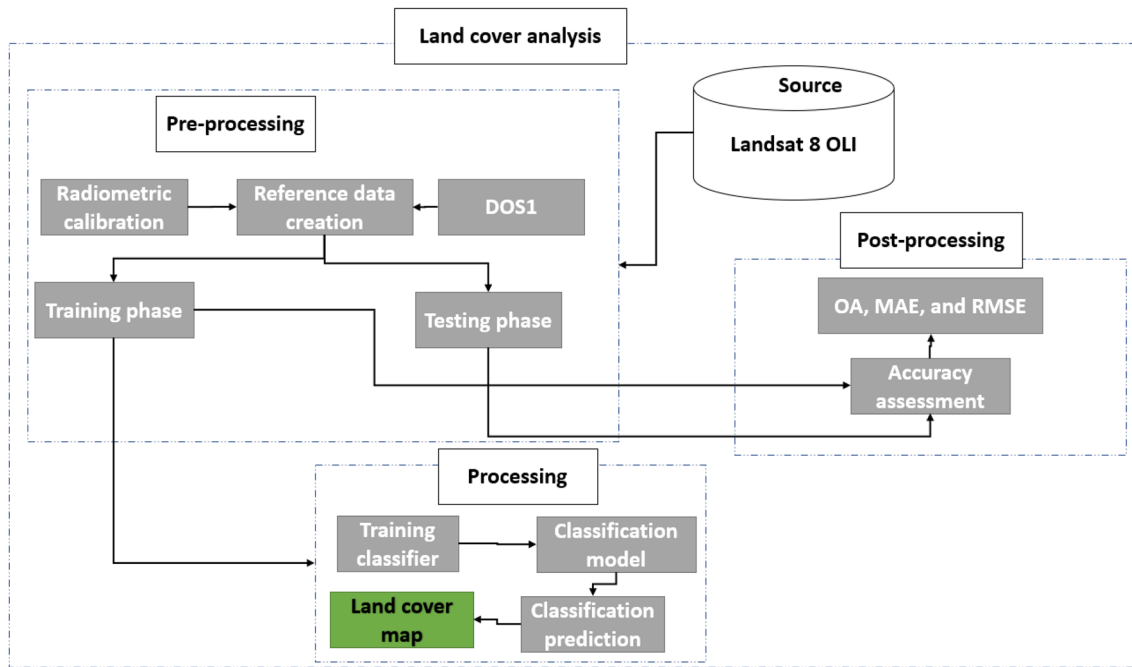 Land cover analysis
Source
Landsat 8 OLI
Pre-processing
Radiometric
calibration
Reference data
creation
DOS1
Training phase
Testing phase
Post-processing
OA, MAE, and RMSE
Accuracy
assessment
Processing
Training
classifier
Classification
model
Land cover
map
Classification
prediction